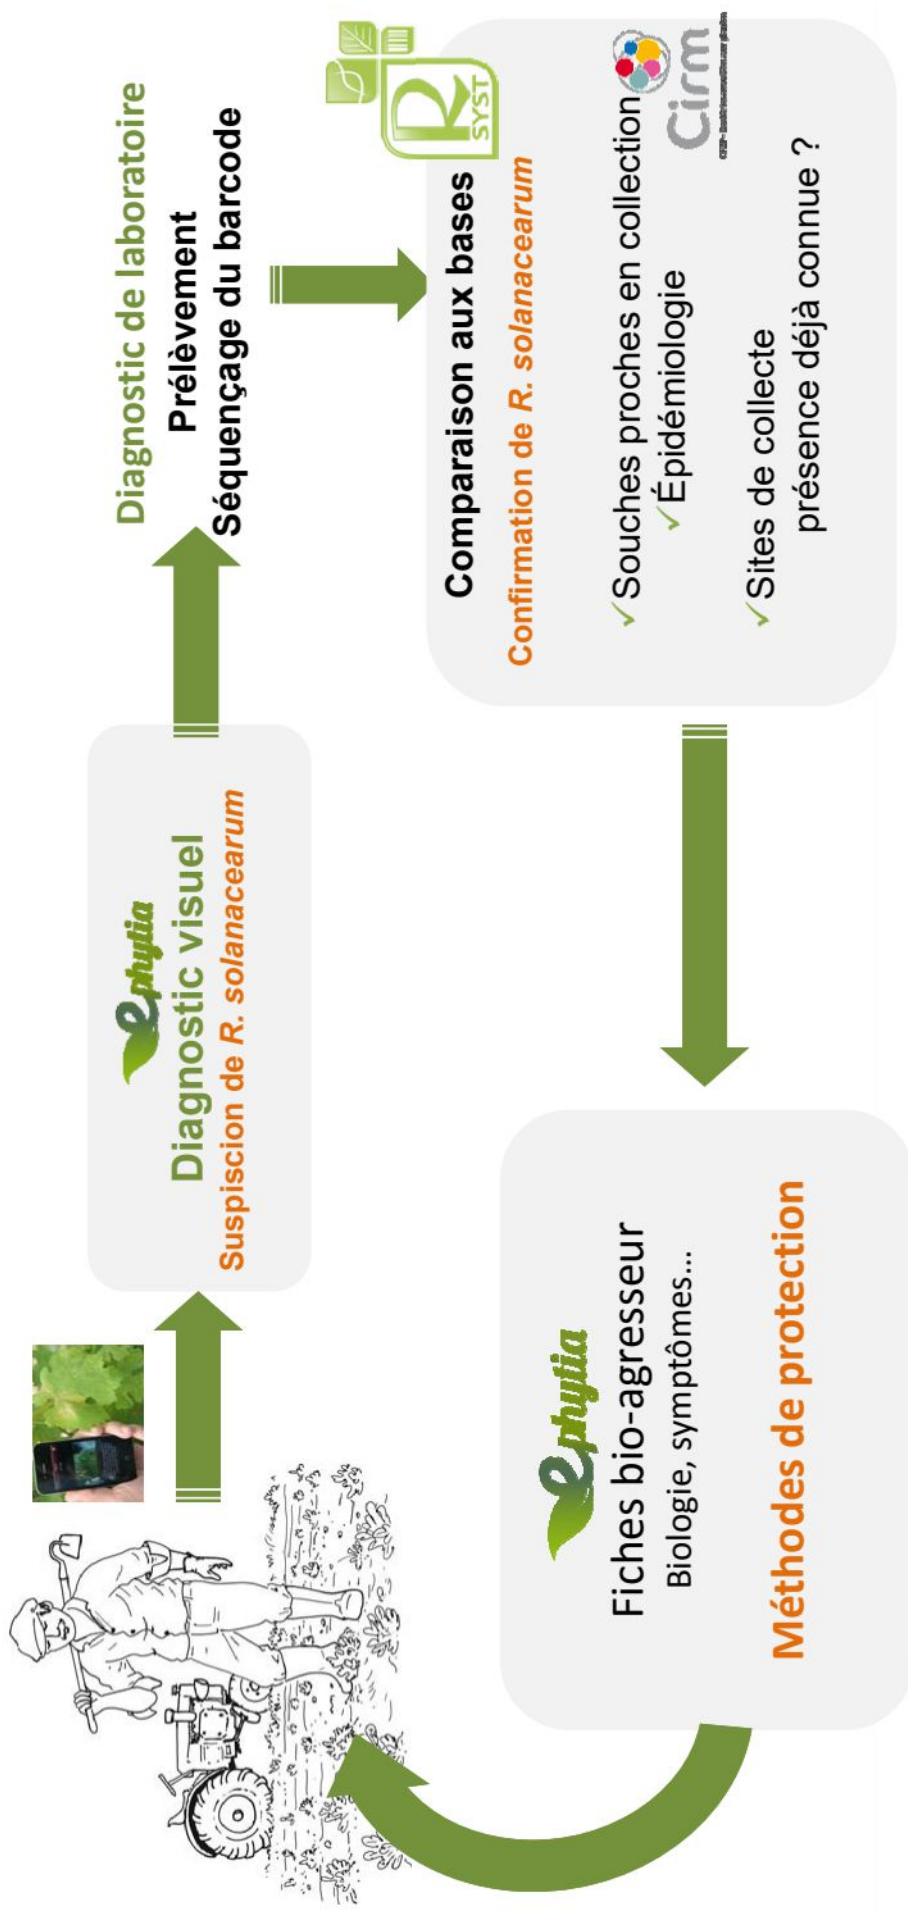 ephytia
Diagnostic visuel
Suspiscion de R. solanacearum
Diagnostic de laboratoire
Prélèvement
Séquençage du barcode
R
SYST
Comparaison aux bases
Confirmation de R. solanacearum
✓Souches proches en collection
✓Épidémiologie
Cirm
✓Sites de collecte
présence déjà connue ?
ephytia
Fiches bio-agresseur
Biologie, symptômes...
Méthodes de protection